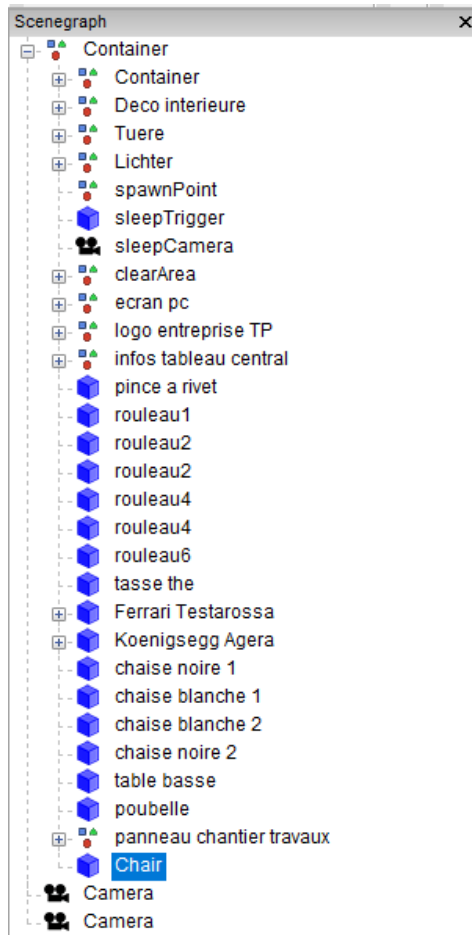 Scenegraph
Container
Container
Deco interieure
Tuere
Lichter
spawnPoint
sleepTrigger
sleepCamera
clearArea
ecran pc
logo entreprise TP
infos tableau central
pince a rivet
rouleau1
rouleau2
rouleau2
rouleau4
rouleau4
rouleau6
tasse the
Ferrari Testarossa
Koenigsegg Agera
chaise noire 1
chaise blanche 1
chaise blanche 2
chaise noire 2
table basse
poubelle
panneau chantier travaux
Chair
Camera
Camera